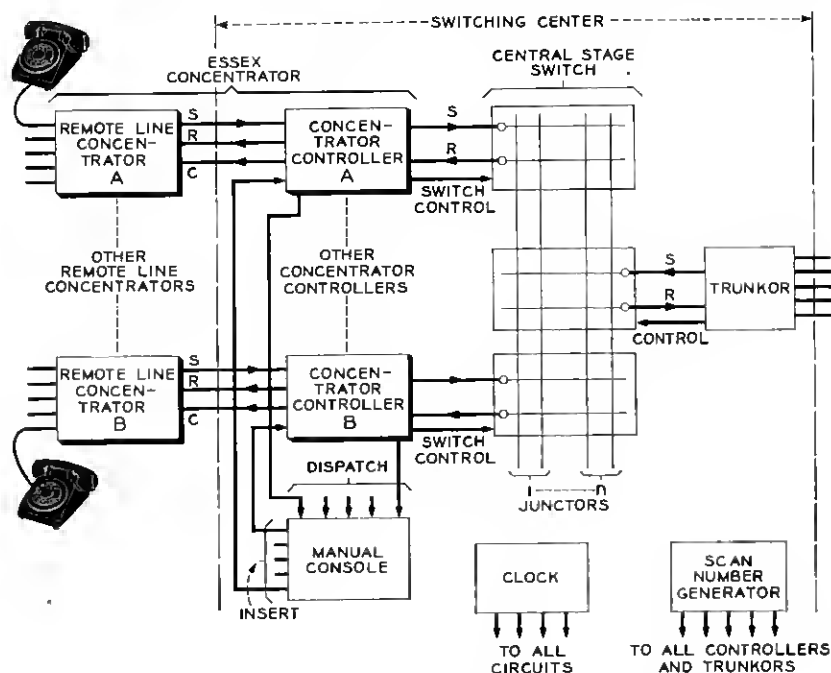 SWITCHING CENTER
ESSEX
CONCENTRATOR
CENTRAL STAGE
SWITCH
REMOTE LINE
CONCEN-
TRATOR
A
S
R
C
CONCEN-
TRATOR
CONTROLLER
A
S
R
SWITCH
CONTROL
OTHER
REMOTE LINE
CONCENTRATORS
OTHER
CONCENTRATOR
CONTROLLERS
S
R
TRUNKOR
CONTROL
REMOTE LINE
CONCEN-
TRATOR
B
S
R
C
CONCEN-
TRATOR
CONTROLLER
B
SWITCH
CONTROL
DISPATCH
1 n
JUNCTORS
MANUAL
CONSOLE
INSERT
CLOCK
TO ALL
CIRCUITS
SCAN
NUMBER
GENERATOR
TO ALL CONTROLLERS
AND TRUNKORS